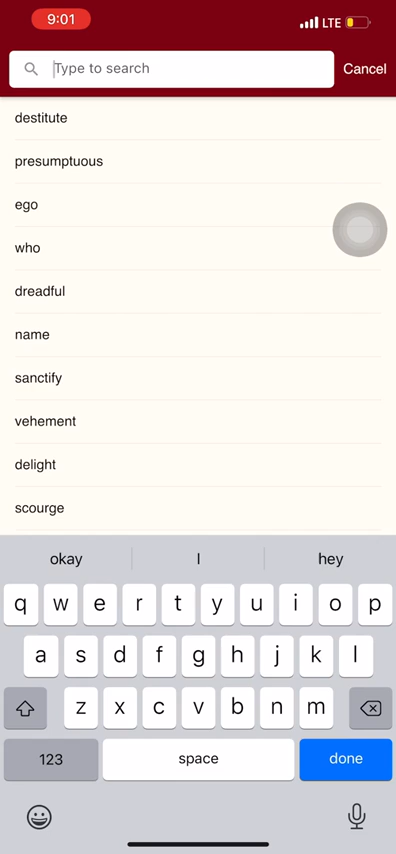 9:01
LTE
Type to search
Cancel
destitute
presumptuous
ego
who
dreadful
name
sanctify
vehement
delight
scourge
okay
I
hey
q w e r t y u i o p
a s d f g h j k l
z x c v b n m
123
space
done